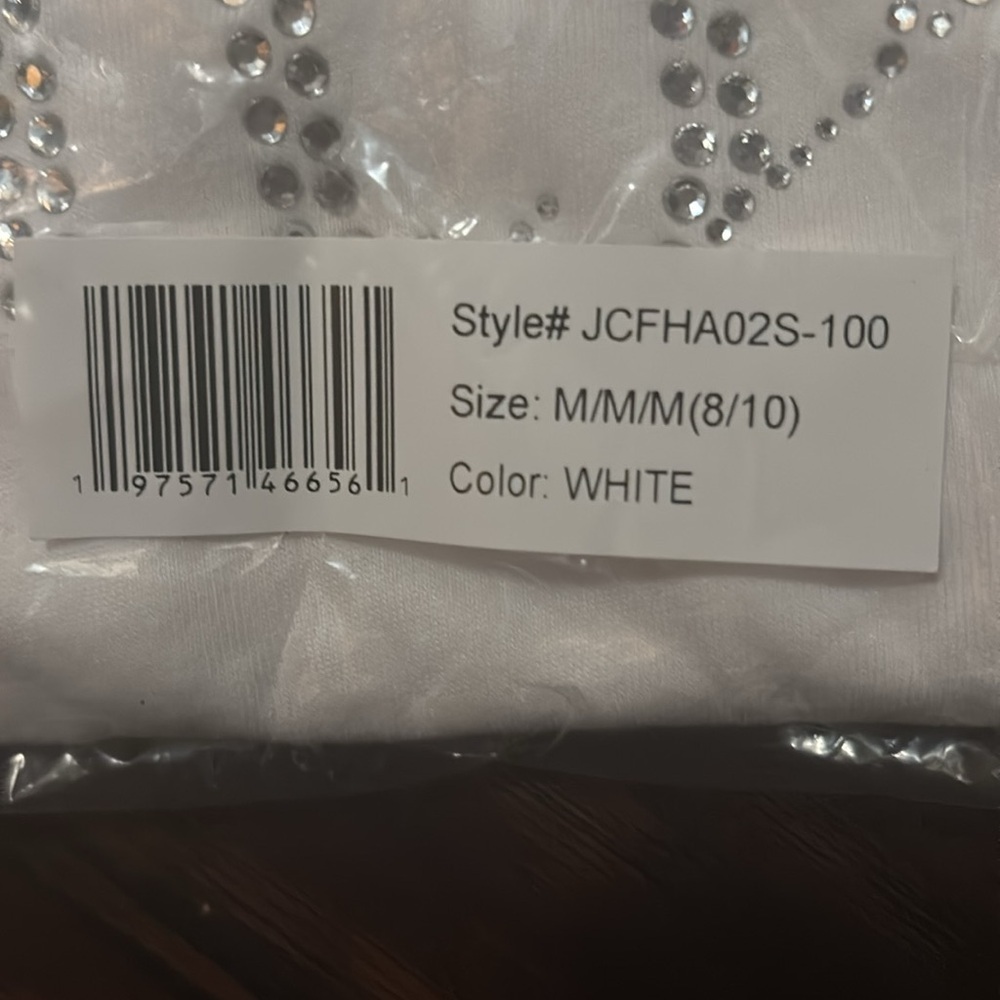 Style# JCFHA02S-100
Size: M/M/M(8/10)
Color: WHITE
1 97571 46656 1